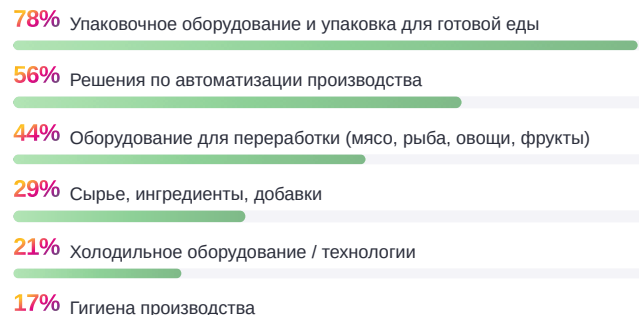 78% Упаковочное оборудование и упаковка для готовой еды
56% Решения по автоматизации производства
44% Оборудование для переработки (мясо, рыба, овощи, фрукты)
29% Сырье, ингредиенты, добавки
21% Холодильное оборудование / технологии
17% Гигиена производства